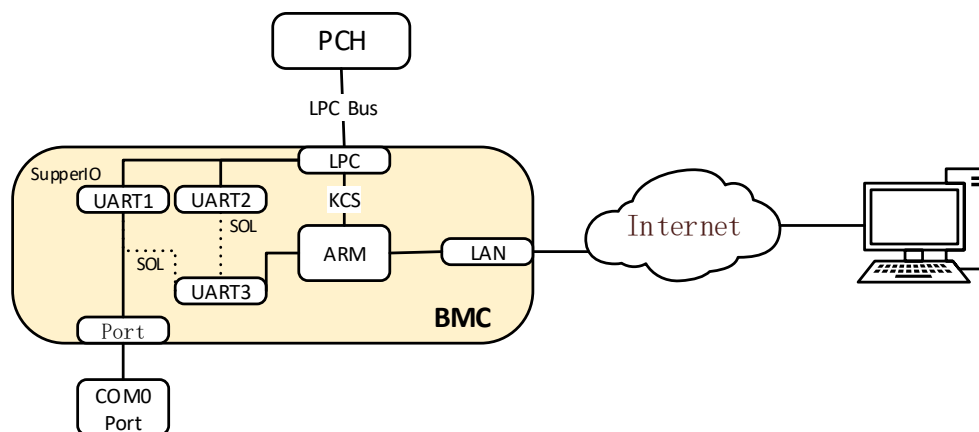 PCH
LPC Bus
LPC
SupperIO
UART1
UART2
KCS
SOL
SOL
ARM
LAN
Internet
UART3
BMC
Port
COM0
Port